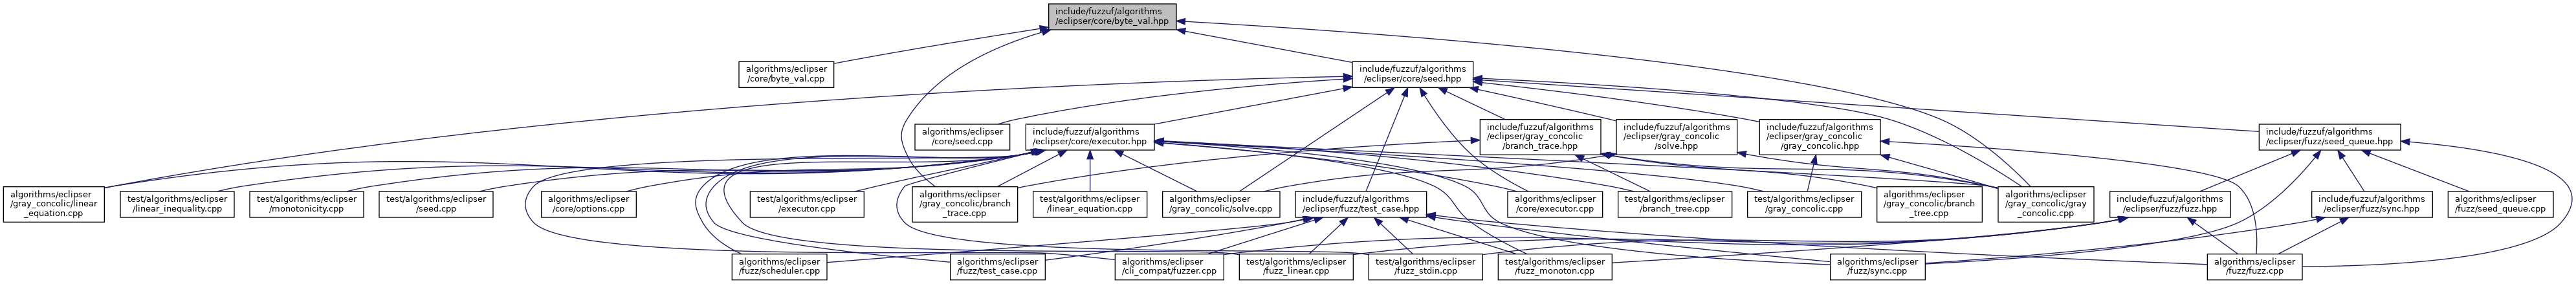 include/fuzzuf/algorithms
/eclipser/core/byte_val.hpp
algorithms/eclipser
/core/byte_val.cpp
include/fuzzuf/algorithms
/eclipser/core/seed.hpp
algorithms/eclipser
/core/seed.cpp
include/fuzzuf/algorithms
/eclipser/core/executor.hpp
include/fuzzuf/algorithms
/eclipser/gray_concolic
/branch_trace.hpp
include/fuzzuf/algorithms
/eclipser/gray_concolic
/solve.hpp
include/fuzzuf/algorithms
/eclipser/gray_concolic
/gray_concolic.hpp
include/fuzzuf/algorithms
/eclipser/fuzz/seed_queue.hpp
algorithms/eclipser
/gray_concolic/linear
_equation.cpp
test/algorithms/eclipser
/linear_inequality.cpp
test/algorithms/eclipser
/monotonicity.cpp
test/algorithms/eclipser
/seed.cpp
algorithms/eclipser
/core/options.cpp
test/algorithms/eclipser
/executor.cpp
algorithms/eclipser
/gray_concolic/branch
_trace.cpp
test/algorithms/eclipser
/linear_equation.cpp
algorithms/eclipser
/gray_concolic/solve.cpp
include/fuzzuf/algorithms
/eclipser/fuzz/test_case.hpp
algorithms/eclipser
/core/executor.cpp
test/algorithms/eclipser
/branch_tree.cpp
test/algorithms/eclipser
/gray_concolic.cpp
algorithms/eclipser
/gray_concolic/branch
_tree.cpp
algorithms/eclipser
/gray_concolic/gray
_concolic.cpp
include/fuzzuf/algorithms
/eclipser/fuzz/fuzz.hpp
include/fuzzuf/algorithms
/eclipser/fuzz/sync.hpp
algorithms/eclipser
/fuzz/seed_queue.cpp
algorithms/eclipser
/fuzz/scheduler.cpp
algorithms/eclipser
/fuzz/test_case.cpp
algorithms/eclipser
/cli_compat/fuzzer.cpp
test/algorithms/eclipser
/fuzz_linear.cpp
test/algorithms/eclipser
/fuzz_stdin.cpp
test/algorithms/eclipser
/fuzz_monoton.cpp
algorithms/eclipser
/fuzz/sync.cpp
algorithms/eclipser
/fuzz/fuzz.cpp